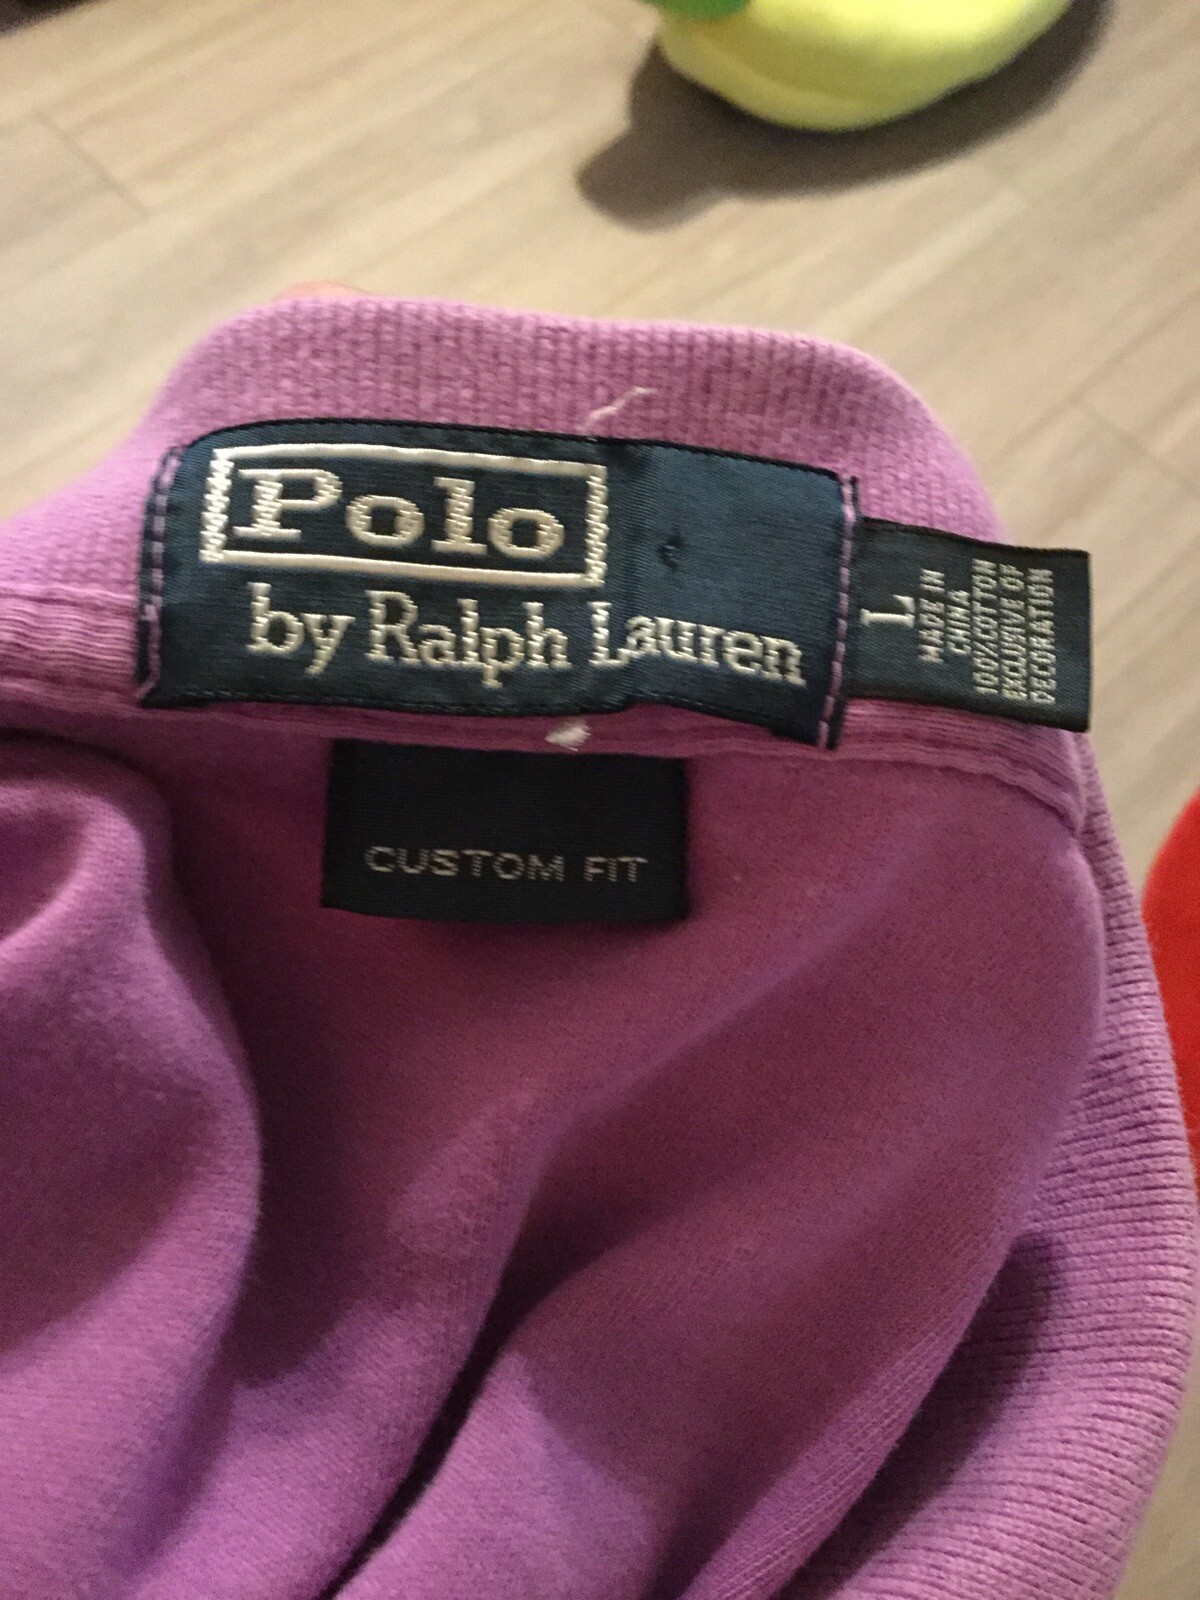 Polo
by Ralph Lauren
L
MADE IN
CHINA
100%COTTON
EXCLUSIVE OF
DECORATION
CUSTOM FIT